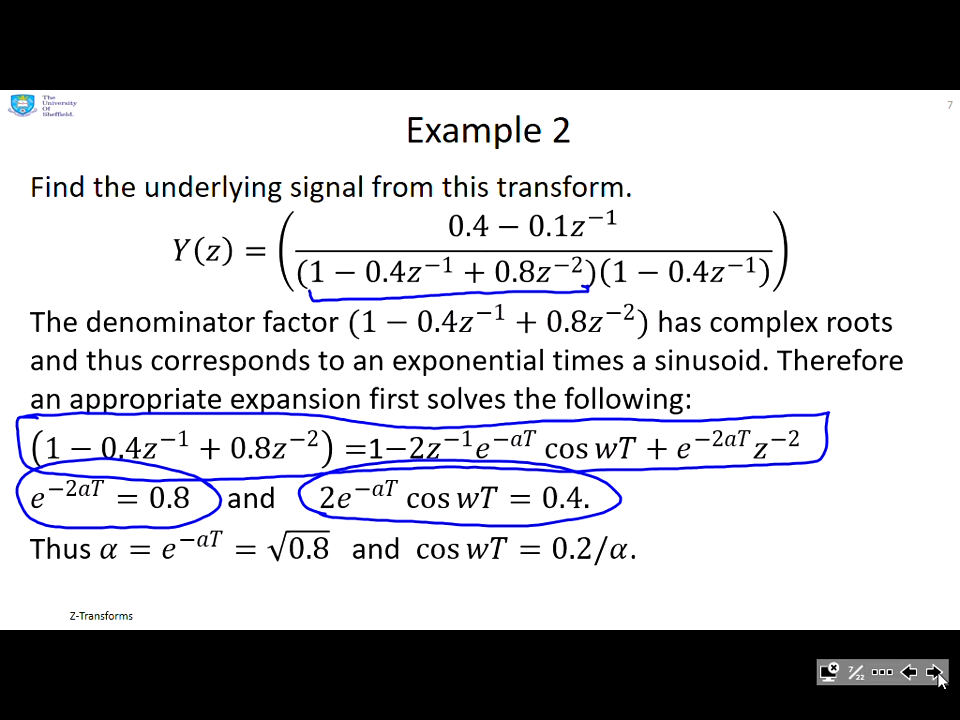 The
University
Of
Sheffield.
7
Example 2
Find the underlying signal from this transform.
Y(z) = ( (0.4 − 0.1z⁻¹) / ((1 − 0.4z⁻¹ + 0.8z⁻²)(1 − 0.4z⁻¹)) )
The denominator factor (1 − 0.4z⁻¹ + 0.8z⁻²) has complex roots
and thus corresponds to an exponential times a sinusoid. Therefore
an appropriate expansion first solves the following:
(1 − 0.4z⁻¹ + 0.8z⁻²) =1−2z⁻¹e⁻ᵃᵀ cos wT + e⁻²ᵃᵀz⁻²
e⁻²ᵃᵀ = 0.8 and 2e⁻ᵃᵀ cos wT = 0.4.
Thus α = e⁻ᵃᵀ = √0.8 and cos wT = 0.2/α.
Z-Transforms
7/22